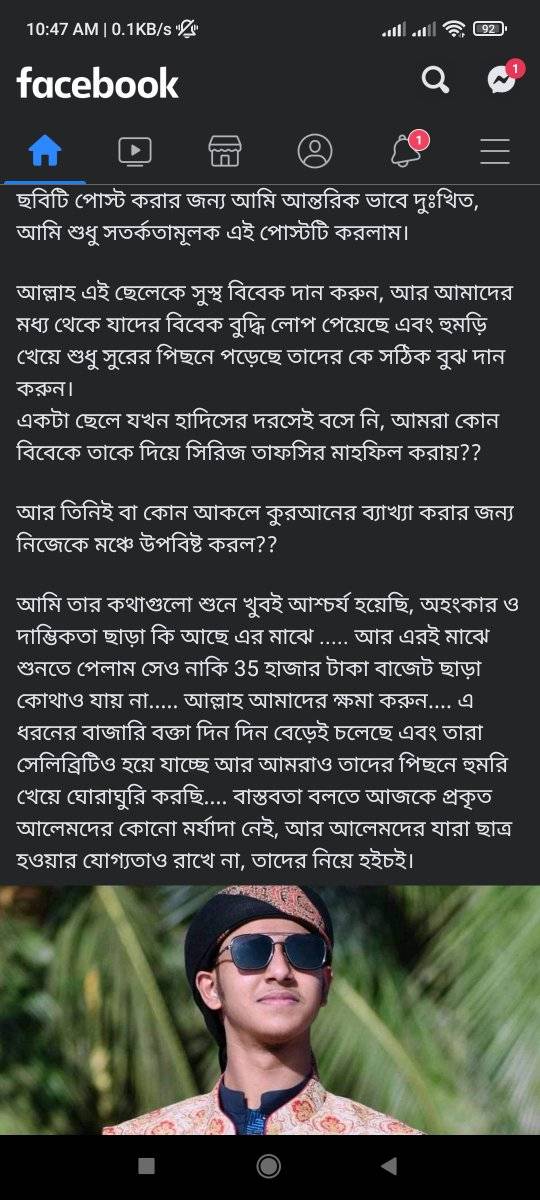 10:47 AM | 0.1KB/s
92
facebook
1
1
ছবিটি পোস্ট করার জন্য আমি আন্তরিক ভাবে দুঃখিত,
আমি শুধু সতর্কতামূলক এই পোস্টটি করলাম।
আল্লাহ এই ছেলেকে সুস্থ বিবেক দান করুন, আর আমাদের
মধ্য থেকে যাদের বিবেক বুদ্ধি লোপ পেয়েছে এবং হুমড়ি
খেয়ে শুধু সুরের পিছনে পড়েছে তাদের কে সঠিক বুঝ দান
করুন।
একটা ছেলে যখন হাদিসের দরসেই বসে নি, আমরা কোন
বিবেকে তাকে দিয়ে সিরিজ তাফসির মাহফিল করায়??
আর তিনিই বা কোন আকলে কুরআনের ব্যাখ্যা করার জন্য
নিজেকে মঞ্চে উপবিষ্ট করল??
আমি তার কথাগুলো শুনে খুবই আশ্চর্য হয়েছি, অহংকার ও
দাম্ভিকতা ছাড়া কি আছে এর মাঝে ..... আর এরই মাঝে
শুনতে পেলাম সেও নাকি 35 হাজার টাকা বাজেট ছাড়া
কোথাও যায় না..... আল্লাহ আমাদের ক্ষমা করুন.... এ
ধরনের বাজারি বক্তা দিন দিন বেড়েই চলেছে এবং তারা
সেলিব্রিটিও হয়ে যাচ্ছে আর আমরাও তাদের পিছনে হুমরি
খেয়ে ঘোরাঘুরি করছি.... বাস্তবতা বলতে আজকে প্রকৃত
আলেমদের কোনো মর্যাদা নেই, আর আলেমদের যারা ছাত্র
হওয়ার যোগ্যতাও রাখে না, তাদের নিয়ে হইচই।